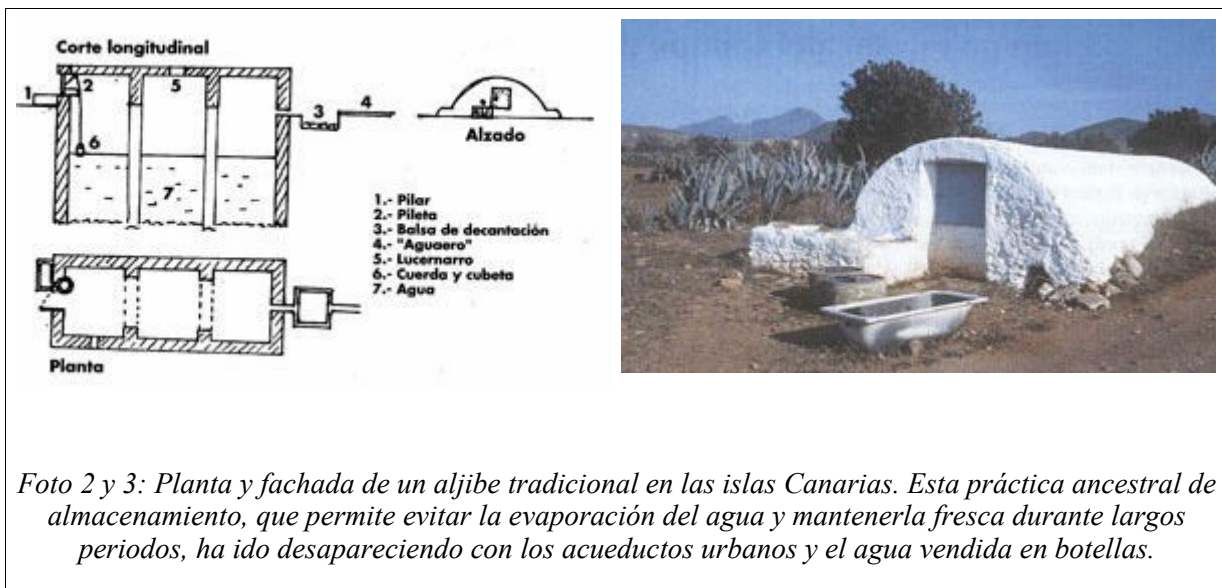 Corte longitudinal
1
2
5
3
4
6
7
Alzado
1.- Pilar
2.- Pileta
3.- Balsa de decantación
4.- "Aguaero"
5.- Lucernarro
6.- Cuerda y cubeta
7.- Agua
Planta
Foto 2 y 3: Planta y fachada de un aljibe tradicional en las islas Canarias. Esta práctica ancestral de
almacenamiento, que permite evitar la evaporación del agua y mantenerla fresca durante largos
periodos, ha ido desapareciendo con los acueductos urbanos y el agua vendida en botellas.